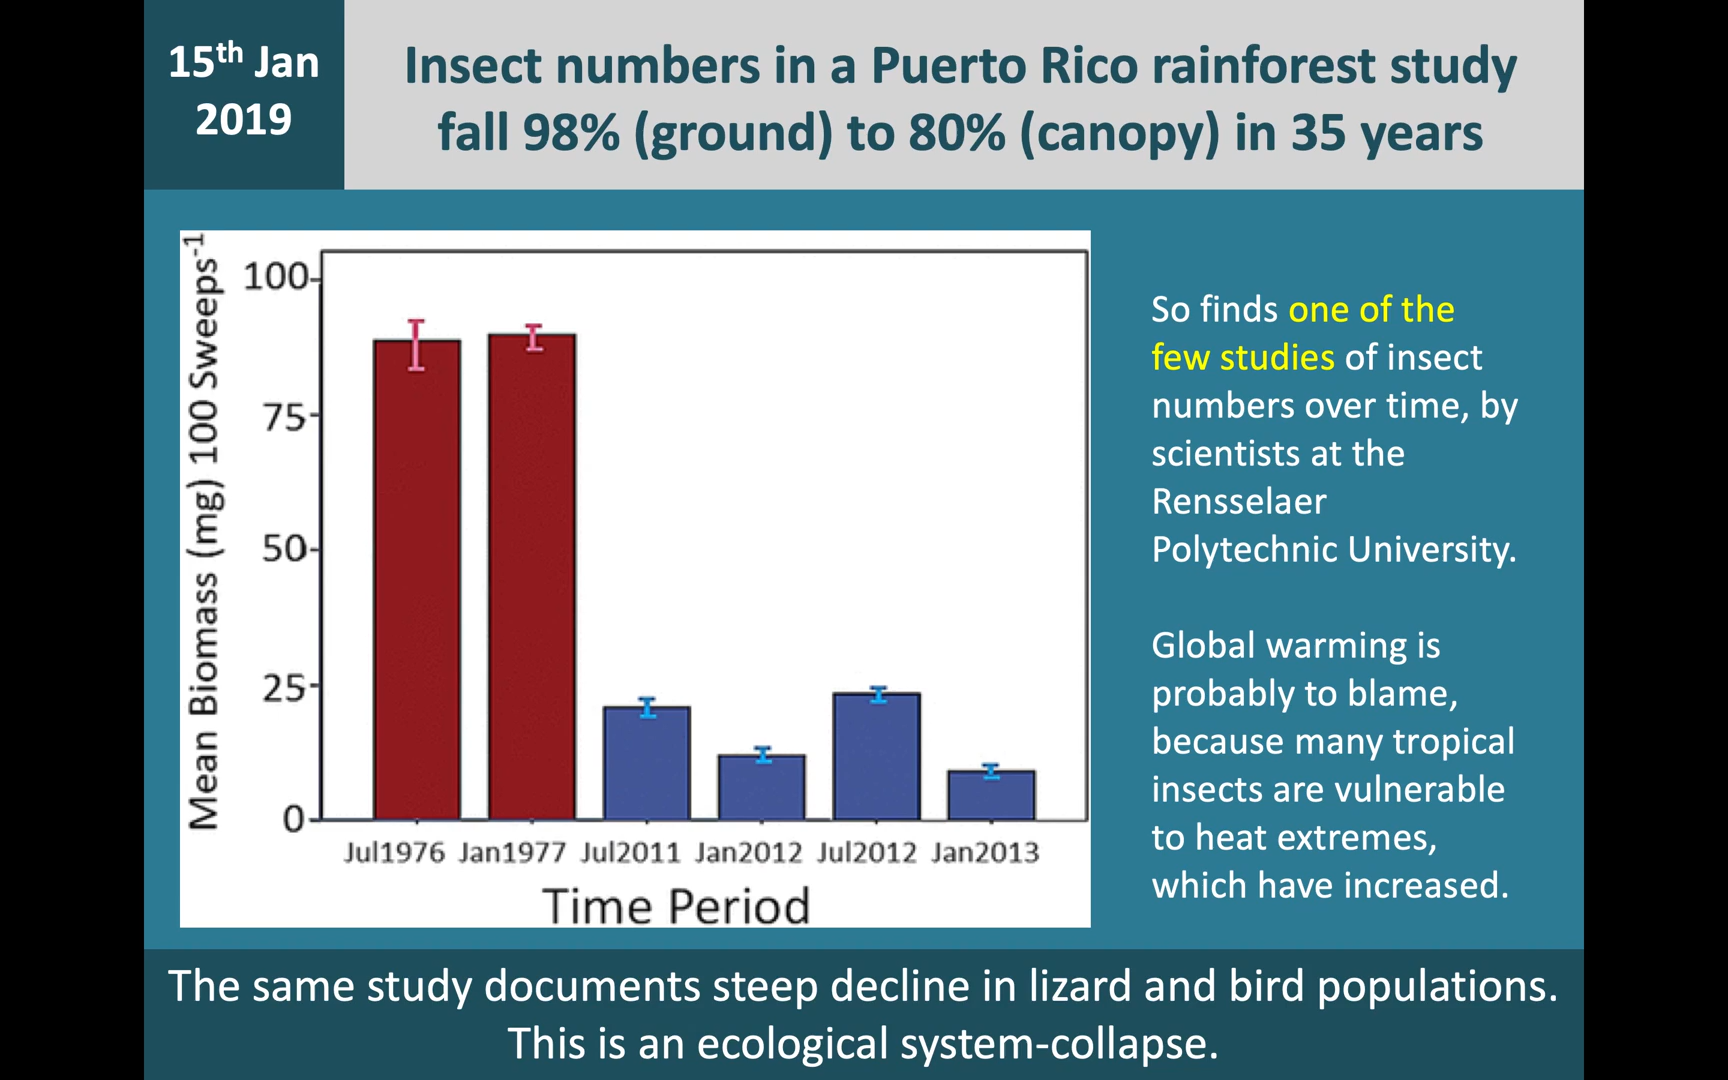 15th Jan
2019
Insect numbers in a Puerto Rico rainforest study
fall 98% (ground) to 80% (canopy) in 35 years
Mean Biomass (mg) 100 Sweeps-1
100
75
50
25
0
Jul1976 Jan1977 Jul2011 Jan2012 Jul2012 Jan2013
Time Period
So finds one of the
few studies of insect
numbers over time, by
scientists at the
Rensselaer
Polytechnic University.
Global warming is
probably to blame,
because many tropical
insects are vulnerable
to heat extremes,
which have increased.
The same study documents steep decline in lizard and bird populations.
This is an ecological system-collapse.